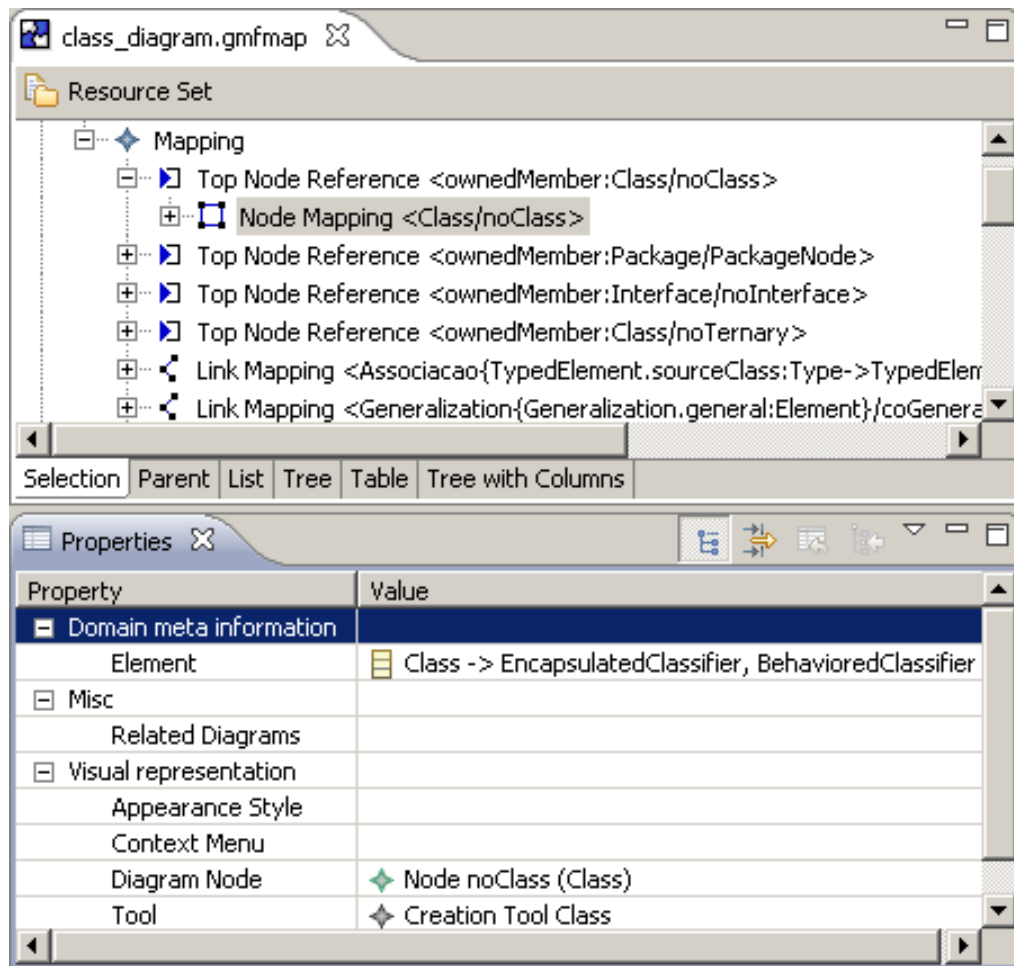 class_diagram.gmfmap
Resource Set
Mapping
Top Node Reference <ownedMember:Class/noClass>
Node Mapping <Class/noClass>
Top Node Reference <ownedMember:Package/PackageNode>
Top Node Reference <ownedMember:Interface/noInterface>
Top Node Reference <ownedMember:Class/noTernary>
Link Mapping <Associacao{TypedElement.sourceClass:Type->TypedElem
Link Mapping <Generalization{Generalization.general:Element}/coGenera
Selection Parent List Tree Table Tree with Columns
Properties
Property Value
Domain meta information
Element Class -> EncapsulatedClassifier, BehavioredClassifier
Misc
Related Diagrams
Visual representation
Appearance Style
Context Menu
Diagram Node Node noClass (Class)
Tool Creation Tool Class